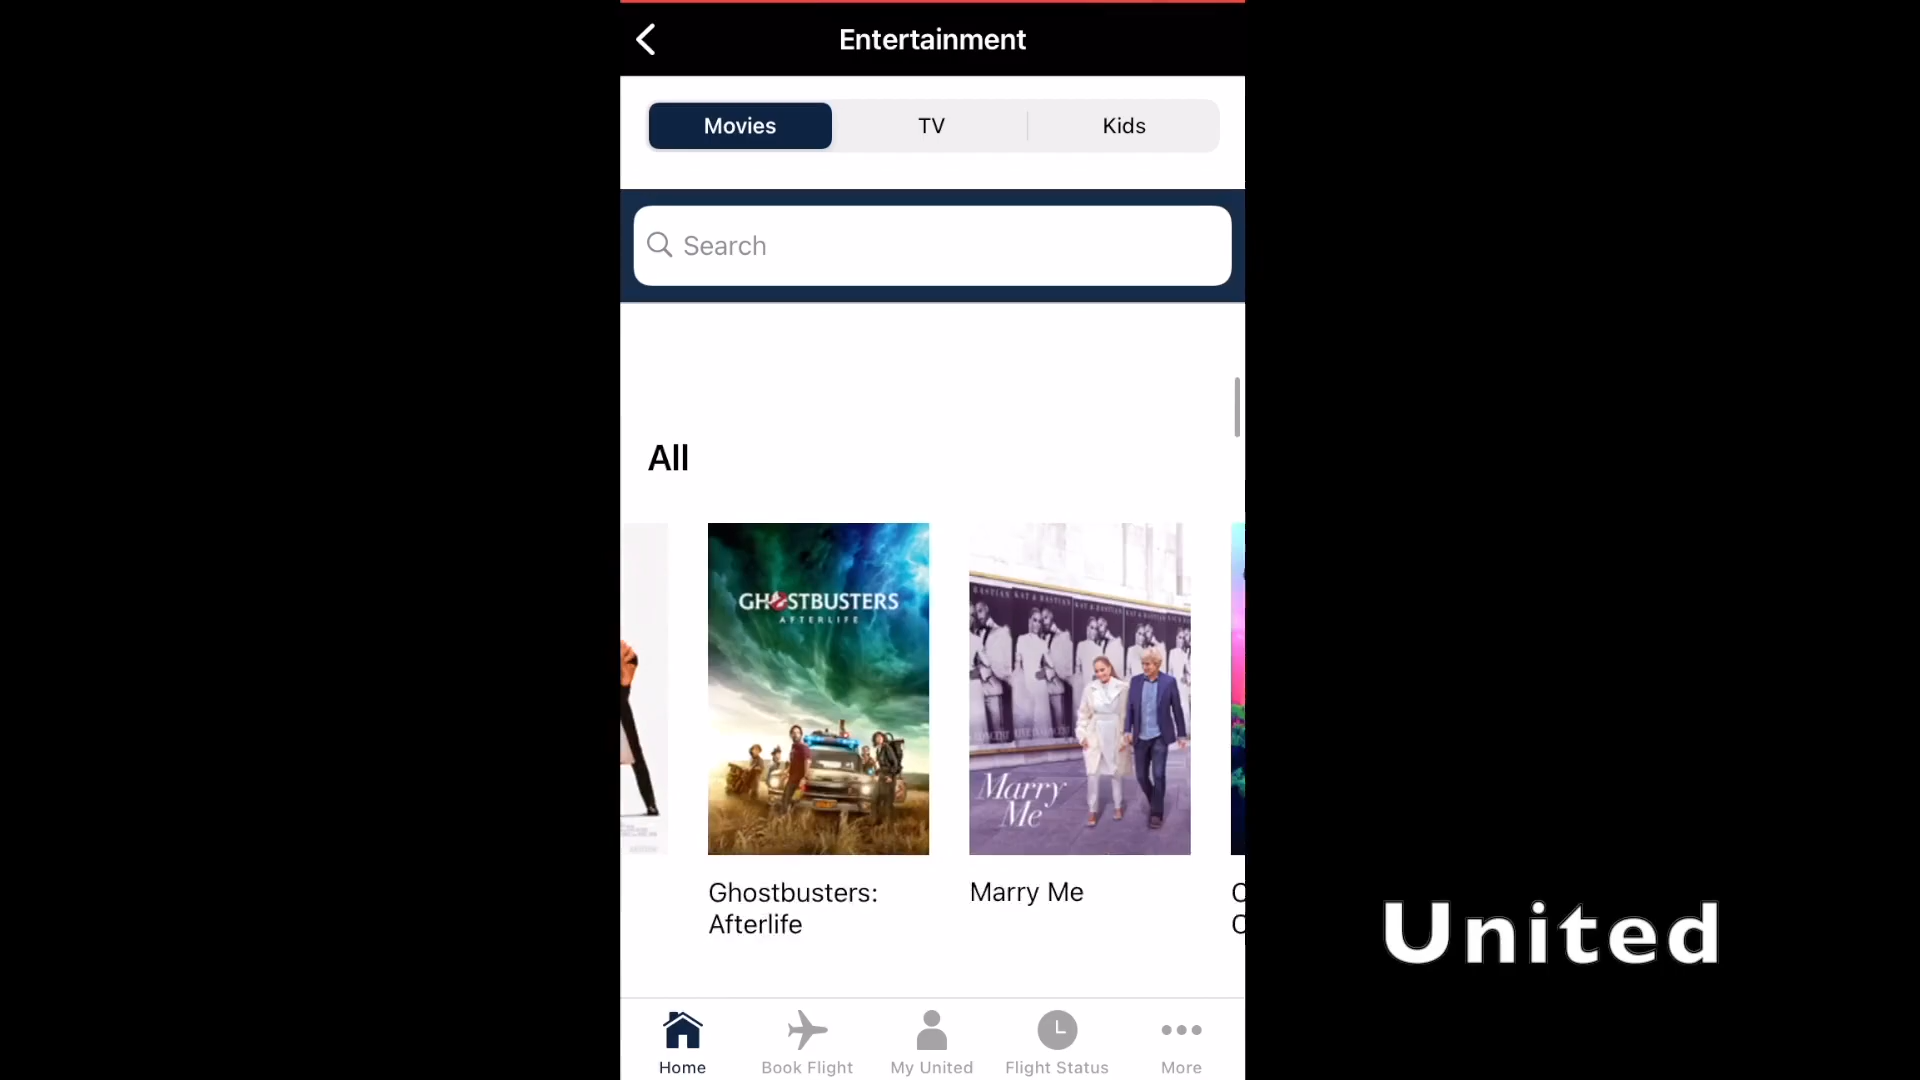 Entertainment
Movies
TV
Kids
Search
All
GHOSTBUSTERS
AFTERLIFE
Marry
Me
Ghostbusters:
Afterlife
Marry Me
United
Home
Book Flight
My United
Flight Status
More